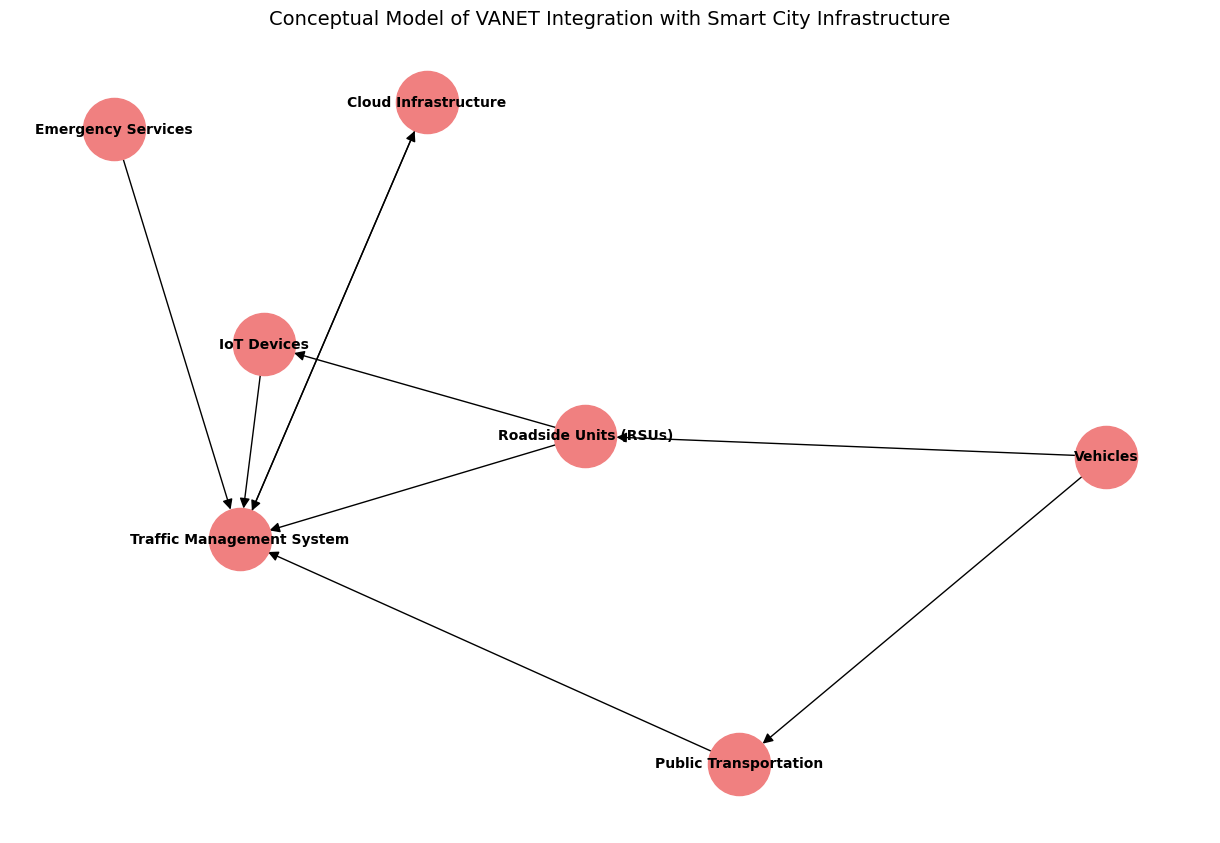 Conceptual Model of VANET Integration with Smart City Infrastructure
Cloud Infrastructure
Emergency Services
IoT Devices
Roadside Units (RSUs)
Vehicles
Traffic Management System
Public Transportation